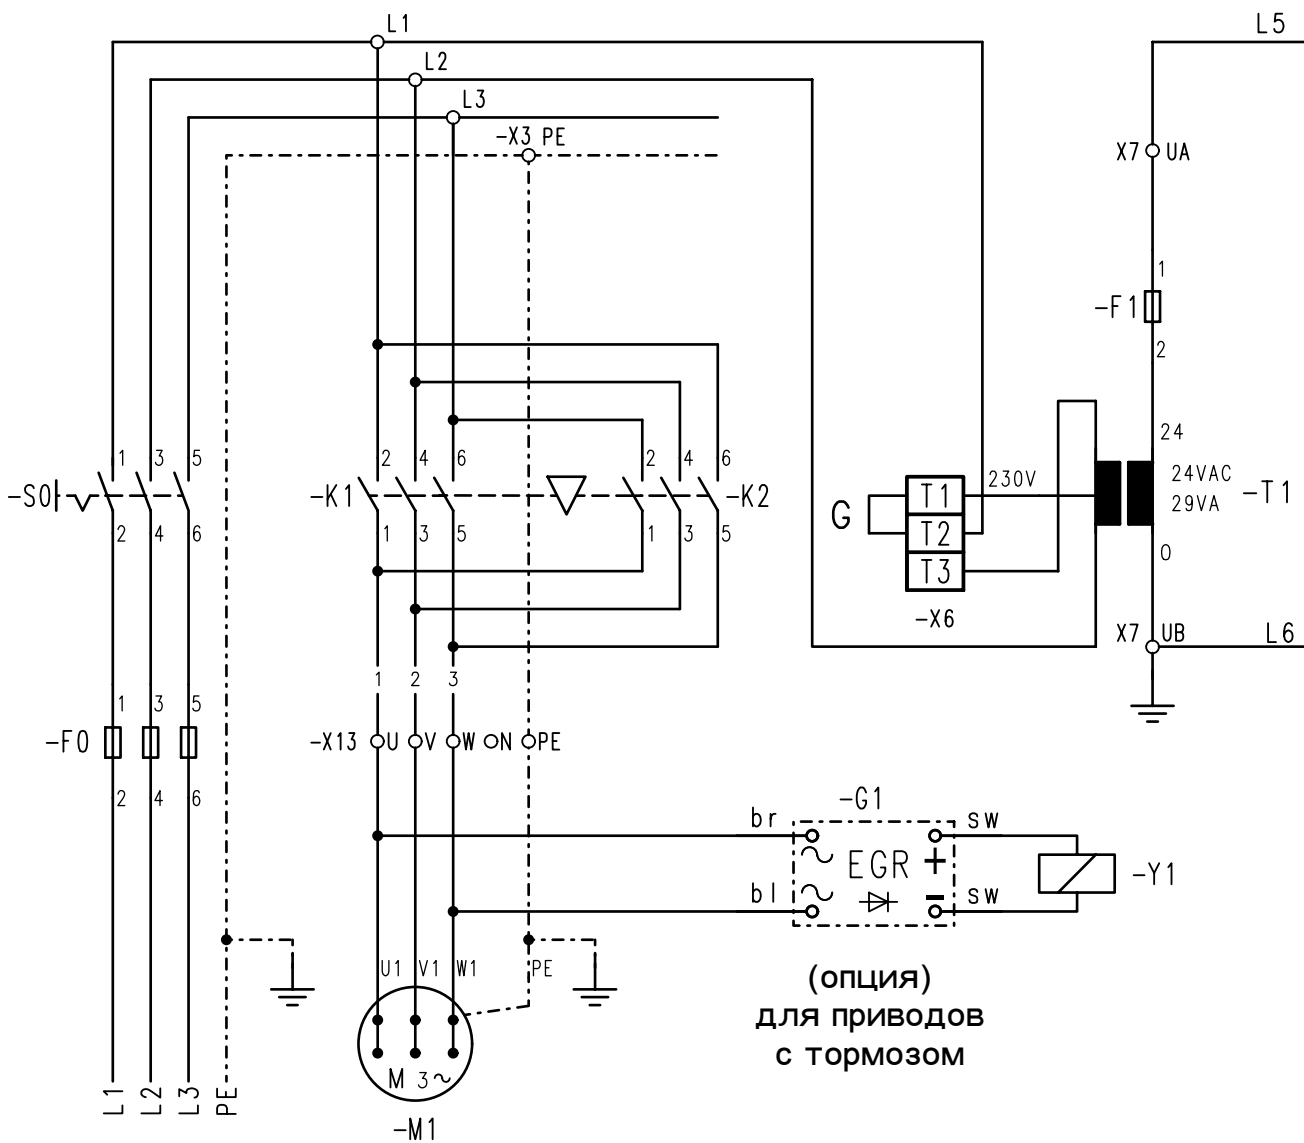 L1
L5
L2
L3
-X3 PE
X7 UA
1
-F1
2
24
1 3 5
2 4 6
2 4 6
-S0
-K1
-K2
230V
24VAC
29VA
-T1
G
T1
T2
T3
2 4 6
1 3 5
1 3 5
0
-X6
X7 UB
L6
1 2 3
1 3 5
-F0
-X13 U V W N PE
2 4 6
-G1
br
sw
EGR
+
-Y1
bl
-
sw
U1 V1 W1 PE
(опция)
для приводов
с тормозом
M 3~
L1 L2 L3 PE
-M1